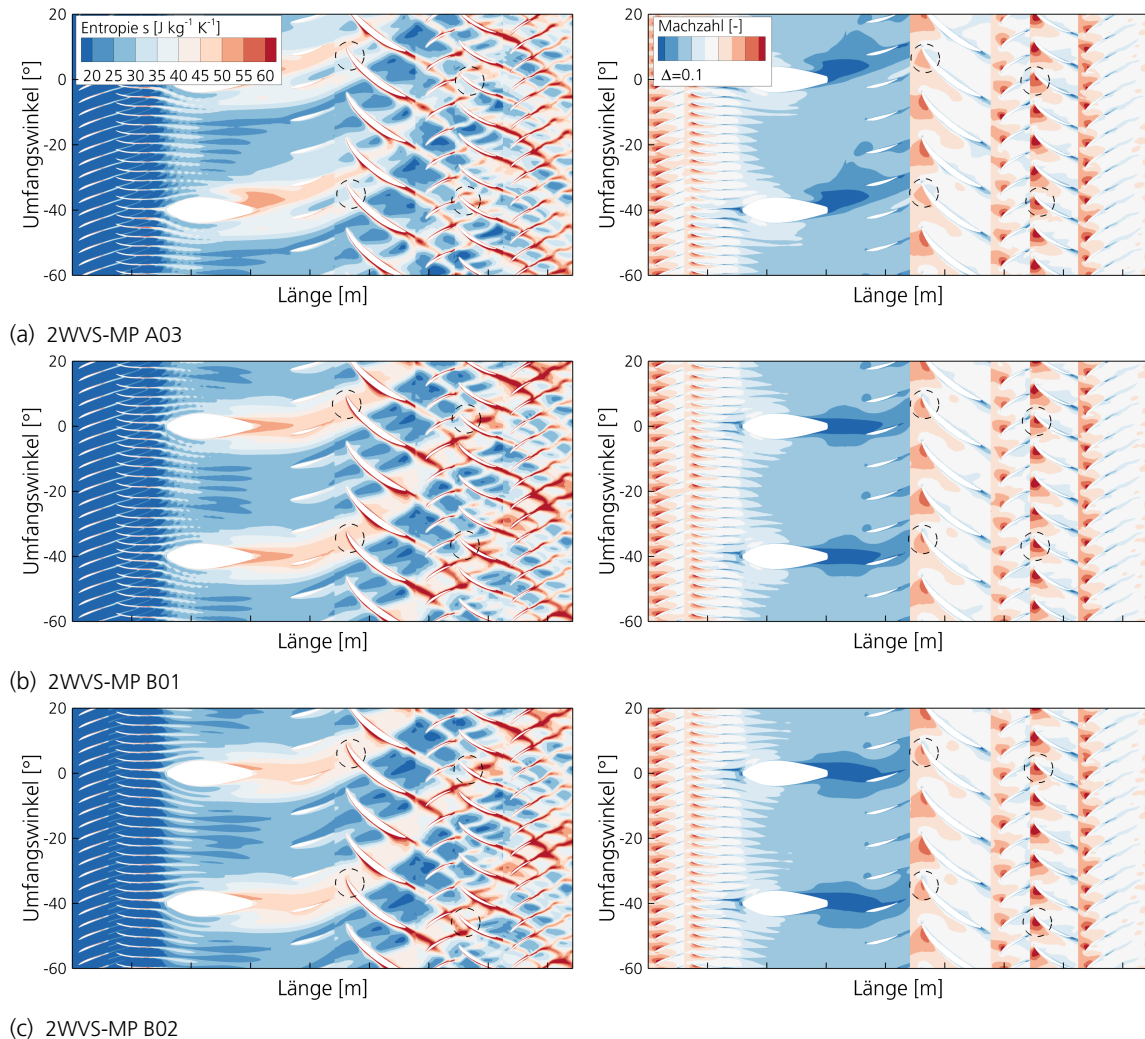 Entropie s [J kg⁻¹ K⁻¹]
20 25 30 35 40 45 50 55 60
Umfangswinkel [°]
20
0
-20
-40
-60
Länge [m]
Machzahl [-]
Δ=0.1
Umfangswinkel [°]
20
0
-20
-40
-60
Länge [m]
(a) 2WVS-MP A03
Umfangswinkel [°]
20
0
-20
-40
-60
Länge [m]
Umfangswinkel [°]
20
0
-20
-40
-60
Länge [m]
(b) 2WVS-MP B01
Umfangswinkel [°]
20
0
-20
-40
-60
Länge [m]
Umfangswinkel [°]
20
0
-20
-40
-60
Länge [m]
(c) 2WVS-MP B02